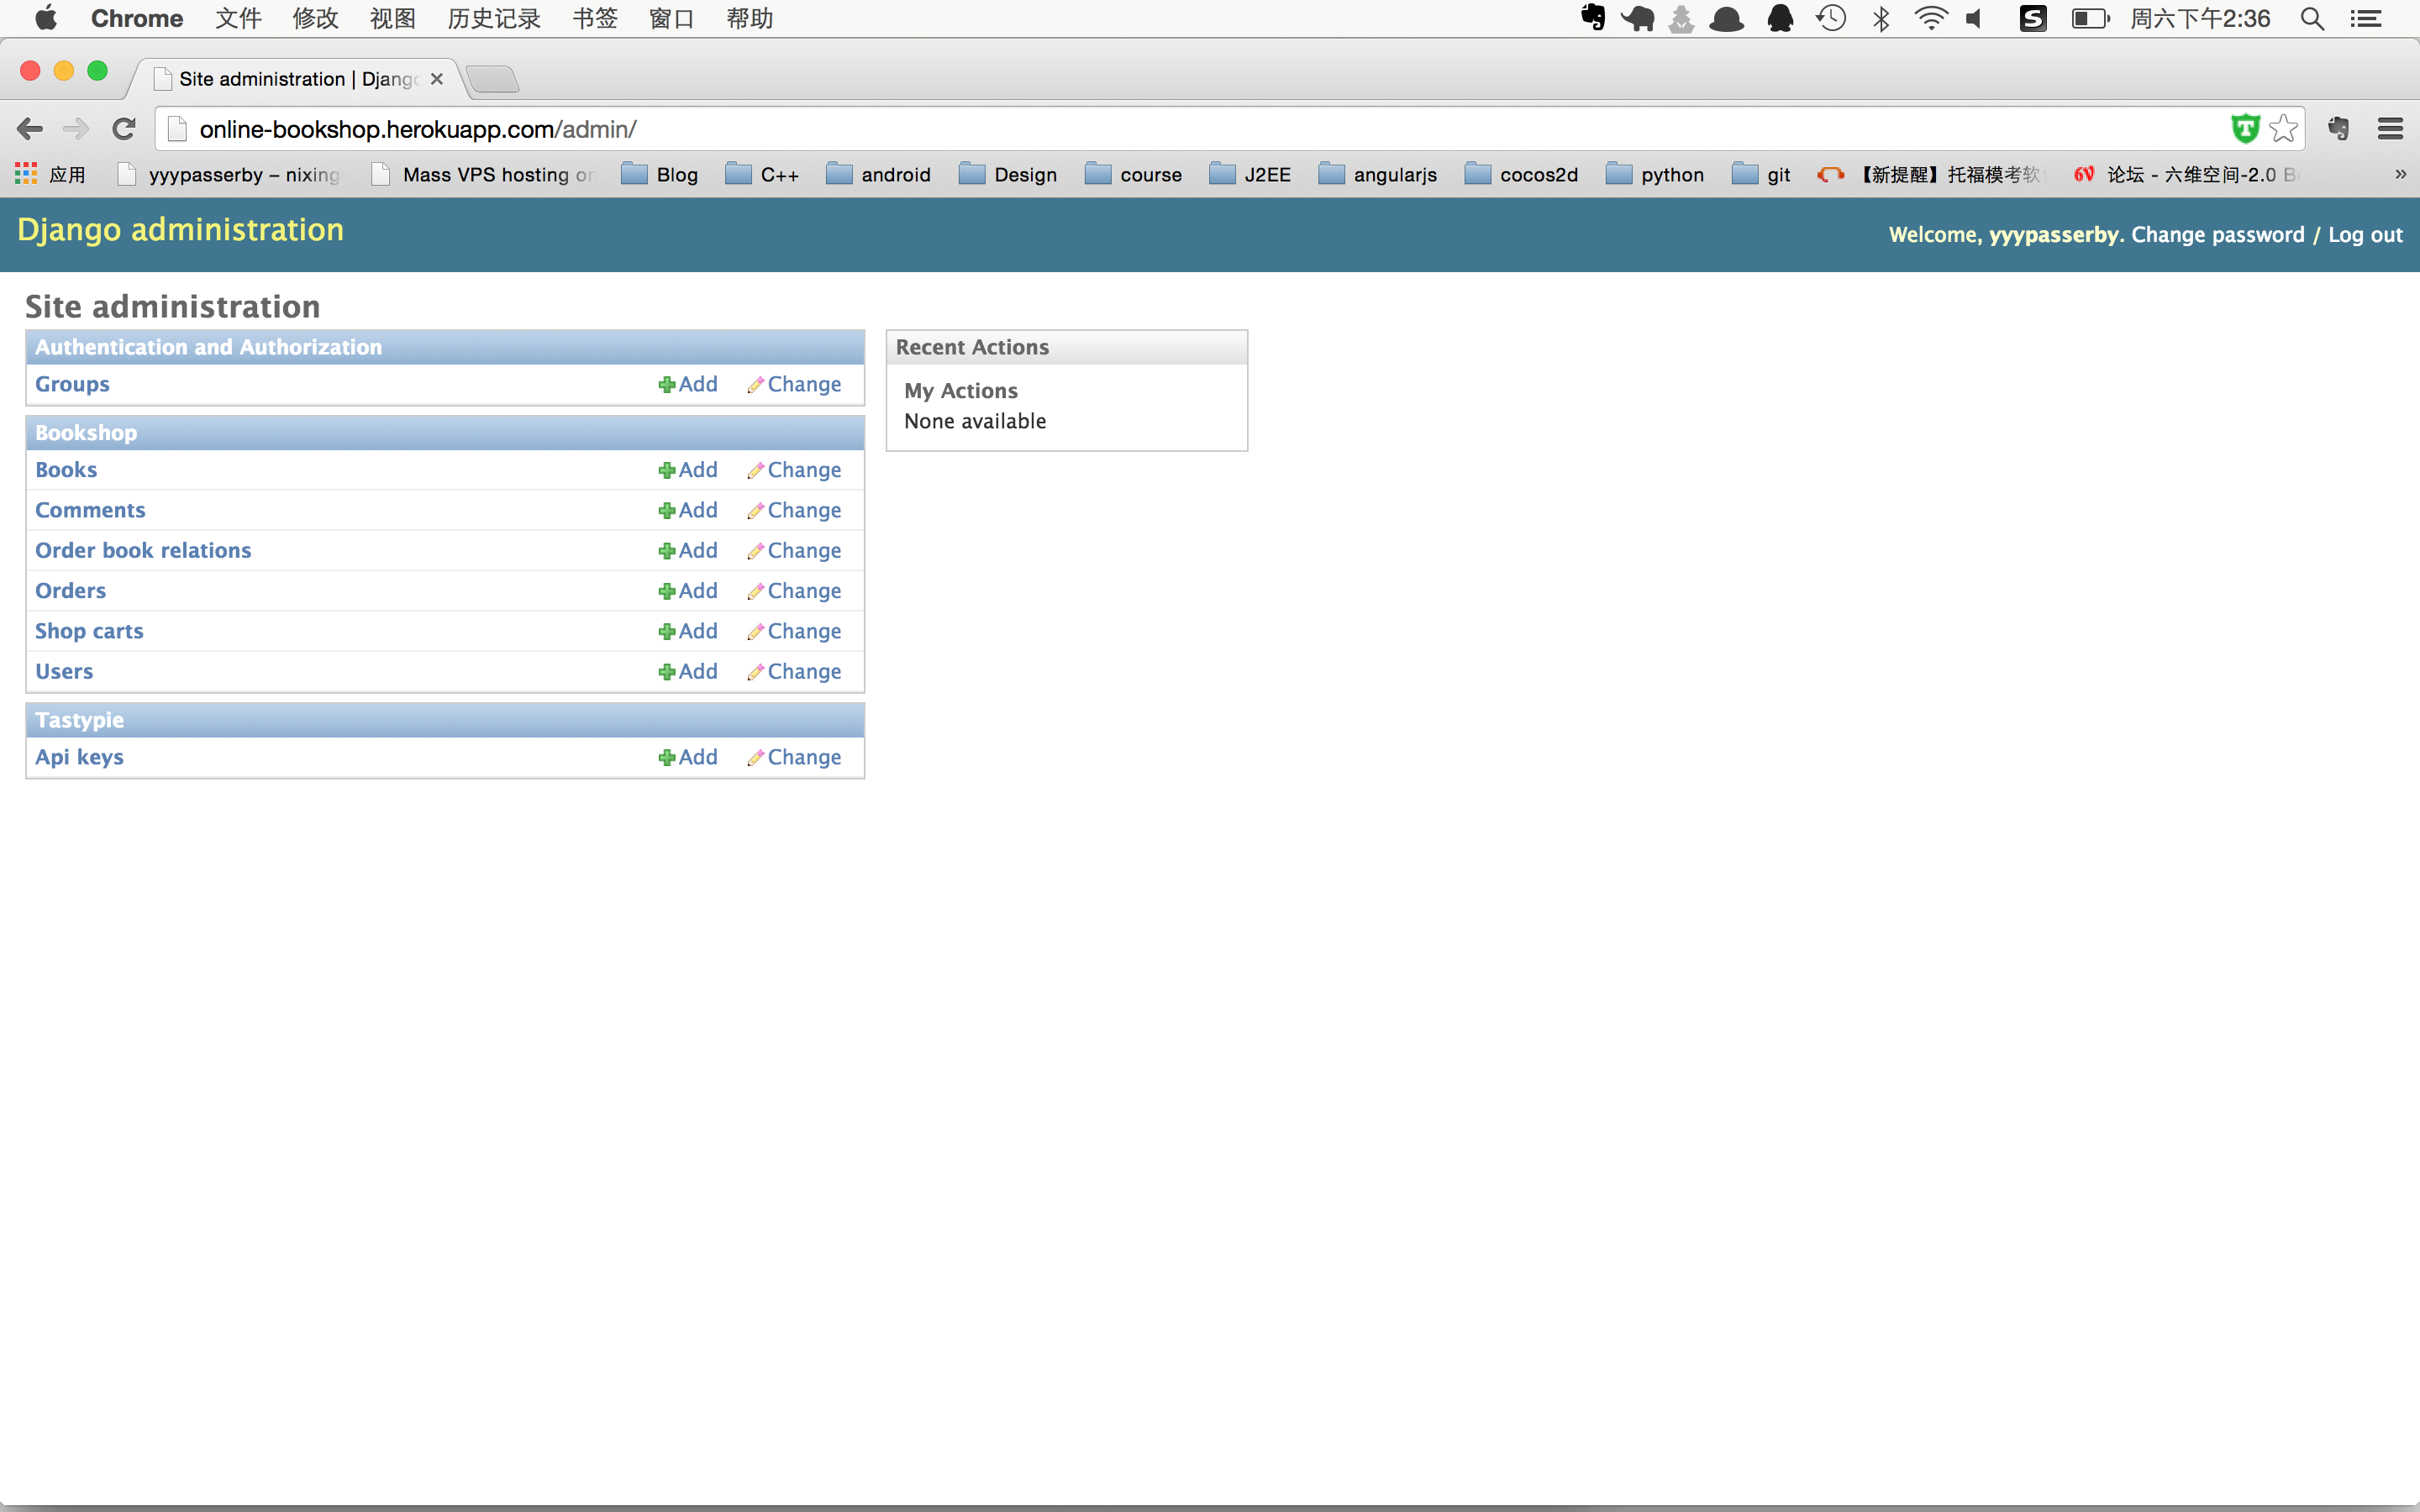 Chrome 文件 修改 视图 历史记录 书签 窗口 帮助 周六下午2:36
Site administration | Django
online-bookshop.herokuapp.com/admin/
应用 yyypasserby – nixing Mass VPS hosting on Blog C++ android Design course J2EE angularjs cocos2d python git 【新提醒】托福模考软 论坛 - 六维空间-2.0 B »
Django administration
Welcome, yyypasserby. Change password / Log out
Site administration
Authentication and Authorization
Groups Add Change
Bookshop
Books Add Change
Comments Add Change
Order book relations Add Change
Orders Add Change
Shop carts Add Change
Users Add Change
Tastypie
Api keys Add Change
Recent Actions
My Actions
None available